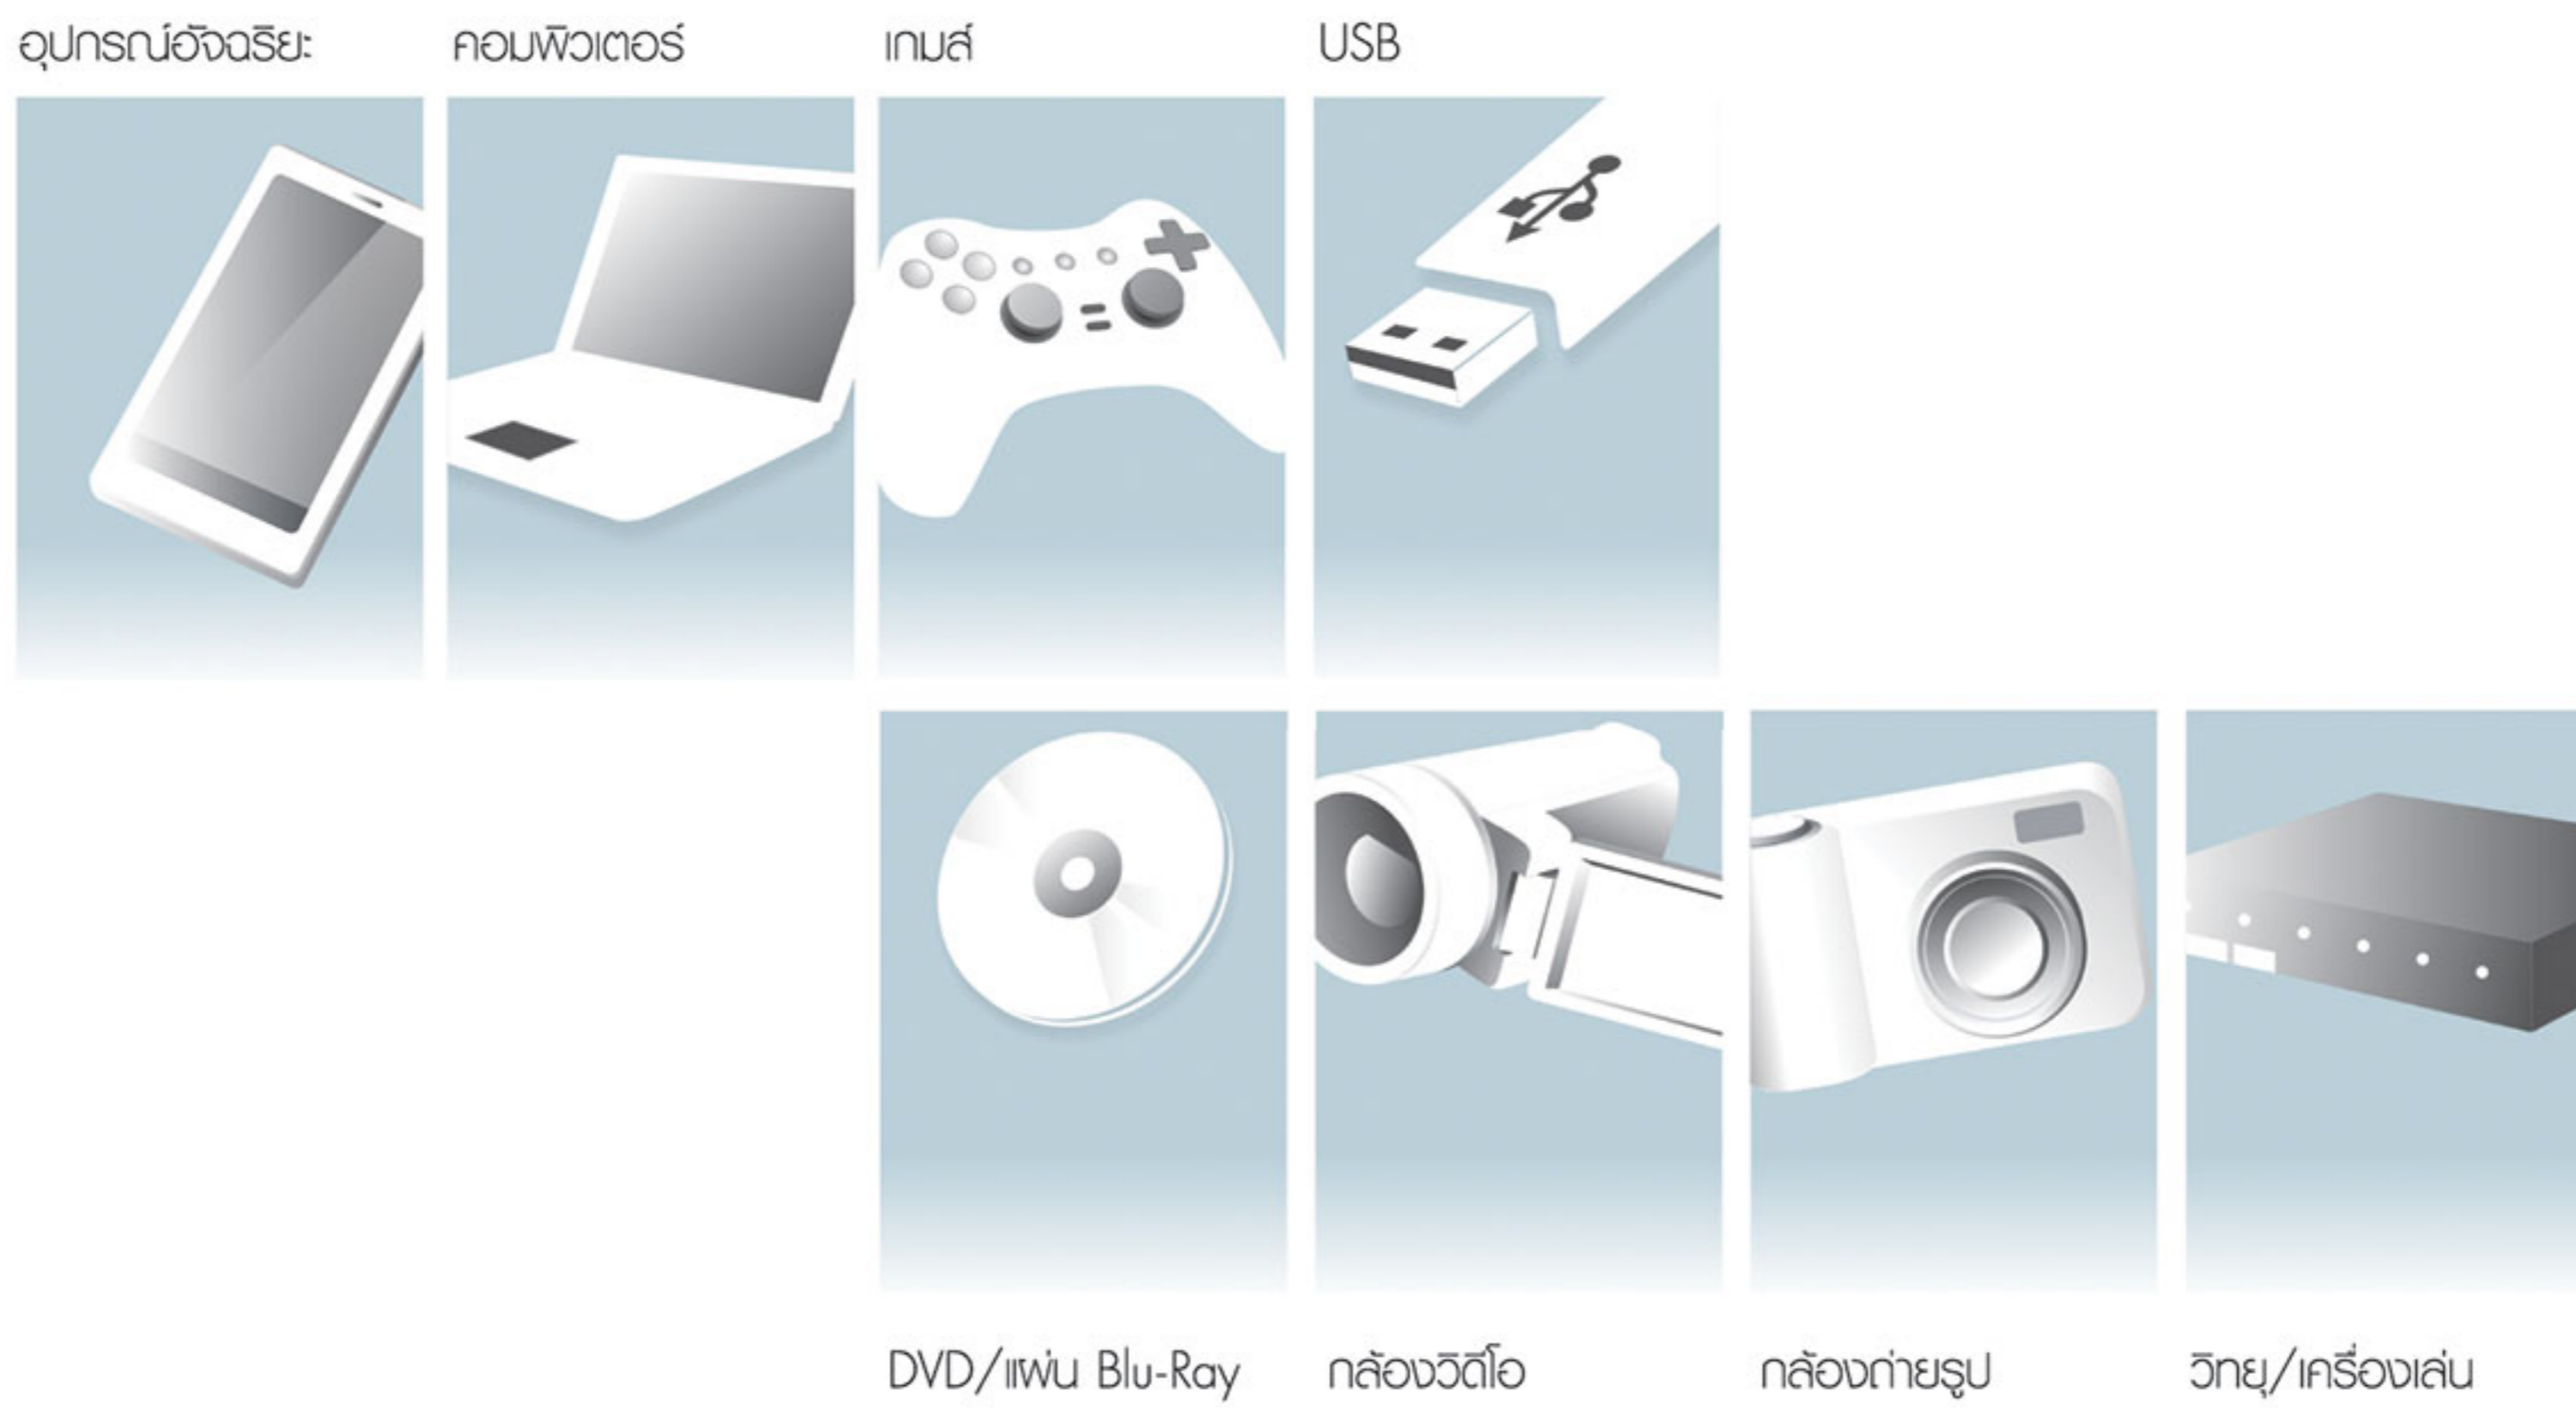 อุปกรณ์อัจฉริยะ
คอมพิวเตอร์
เกมส์
USB
DVD/แผ่น Blu-Ray
กล้องวิดีโอ
กล้องถ่ายรูป
วิทยุ/เครื่องเล่น